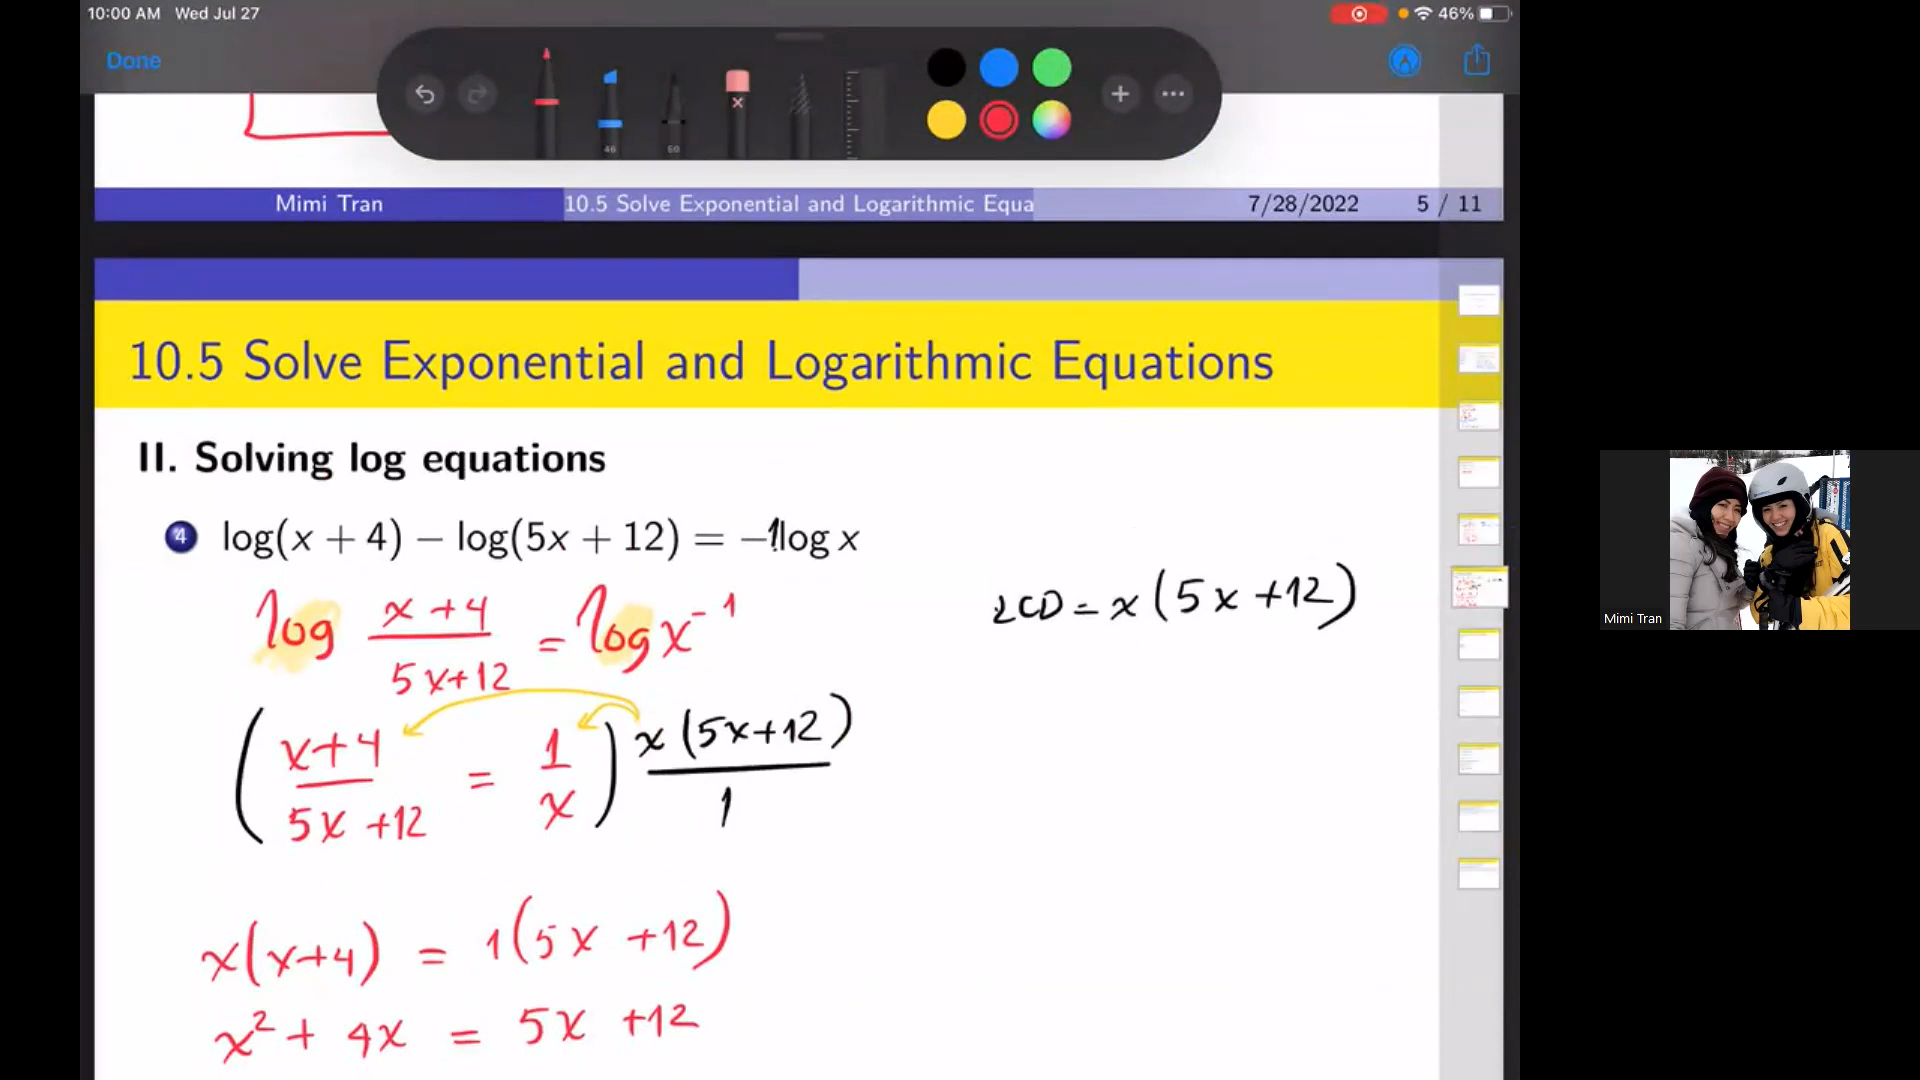 10:00 AM Wed Jul 27
46%
Done
46
60
Mimi Tran
10.5 Solve Exponential and Logarithmic Equa
7/28/2022
5 / 11
10.5 Solve Exponential and Logarithmic Equations
II. Solving log equations
4 log(x + 4) − log(5x + 12) = −1log x
log (x+4)/(5x+12) = log x⁻¹
LCD = x(5x+12)
((x+4)/(5x+12) = 1/x) x(5x+12)/1
x(x+4) = 1(5x+12)
x² + 4x = 5x +12
Mimi Tran